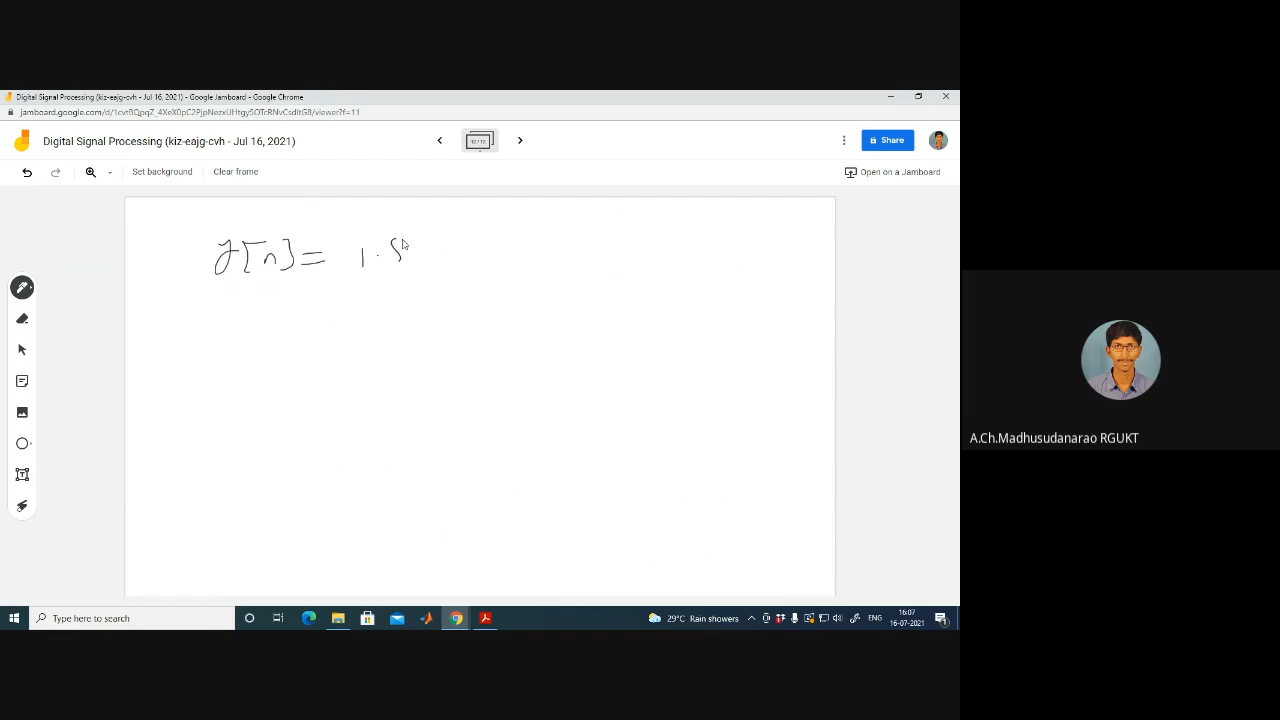 Digital Signal Processing (kiz-eajg-cvh - Jul 16, 2021) - Google Jamboard - Google Chrome
Digital Signal Processing (kiz-eajg-cvh - Jul 16, 2021)
12 / 12
Share
Set background
Clear frame
Open on a Jamboard
y[n] = 1.
A.Ch.Madhusudanarao RGUKT
Type here to search
29°C Rain showers
ENG
16:07
16-07-2021